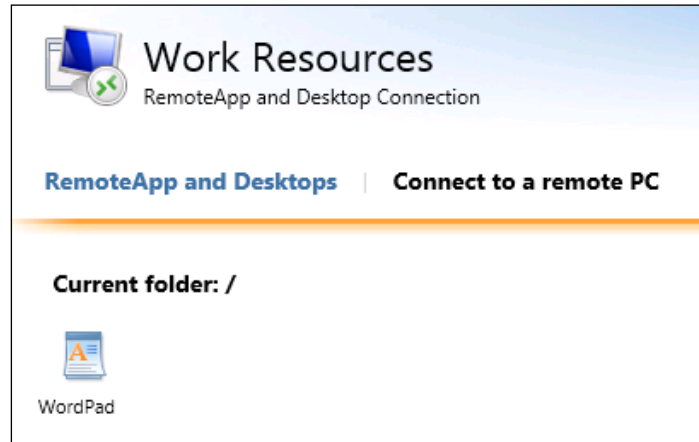 Work Resources
RemoteApp and Desktop Connection
RemoteApp and Desktops | Connect to a remote PC
Current folder: /
WordPad